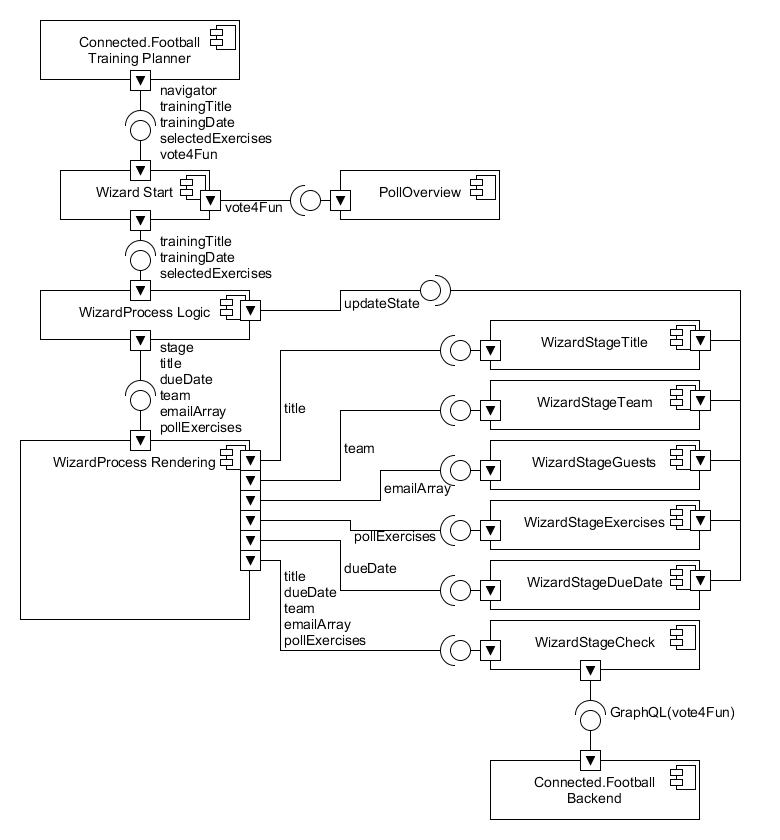 Connected.Football
Training Planner
navigator
trainingTitle
trainingDate
selectedExercises
vote4Fun
Wizard Start
vote4Fun
PollOverview
trainingTitle
trainingDate
selectedExercises
WizardProcess Logic
updateState
stage
title
dueDate
team
emailArray
pollExercises
WizardProcess Rendering
title
team
emailArray
pollExercises
dueDate
title
dueDate
team
emailArray
pollExercises
WizardStageTitle
WizardStageTeam
WizardStageGuests
WizardStageExercises
WizardStageDueDate
WizardStageCheck
GraphQL(vote4Fun)
Connected.Football
Backend